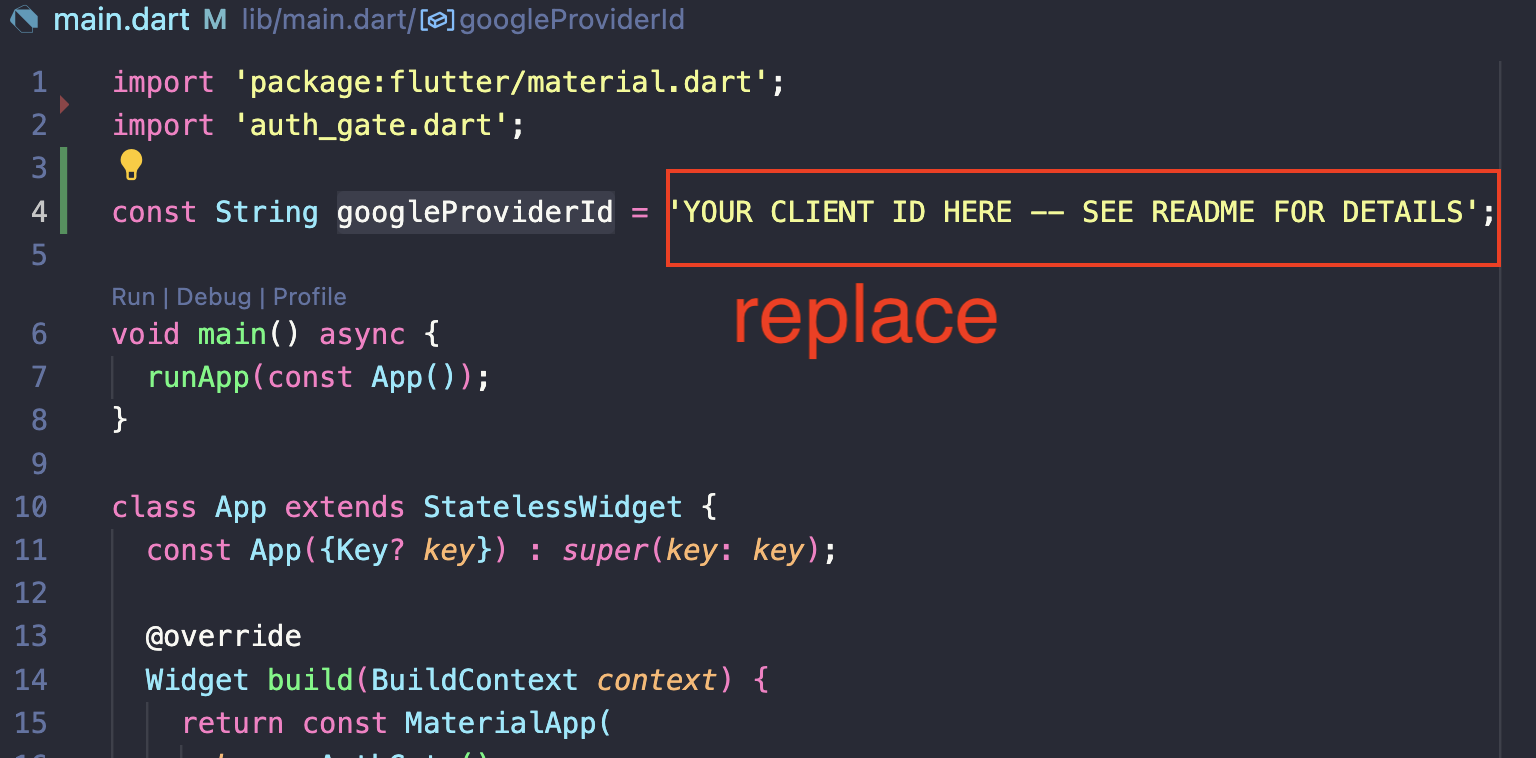 main.dart M lib/main.dart/googleProviderId
1 import 'package:flutter/material.dart';
2 import 'auth_gate.dart';
3
4 const String googleProviderId = 'YOUR CLIENT ID HERE -- SEE README FOR DETAILS';
5
Run | Debug | Profile
replace
6 void main() async {
7 runApp(const App());
8 }
9
10 class App extends StatelessWidget {
11 const App({Key? key}) : super(key: key);
12
13 @override
14 Widget build(BuildContext context) {
15 return const MaterialApp(